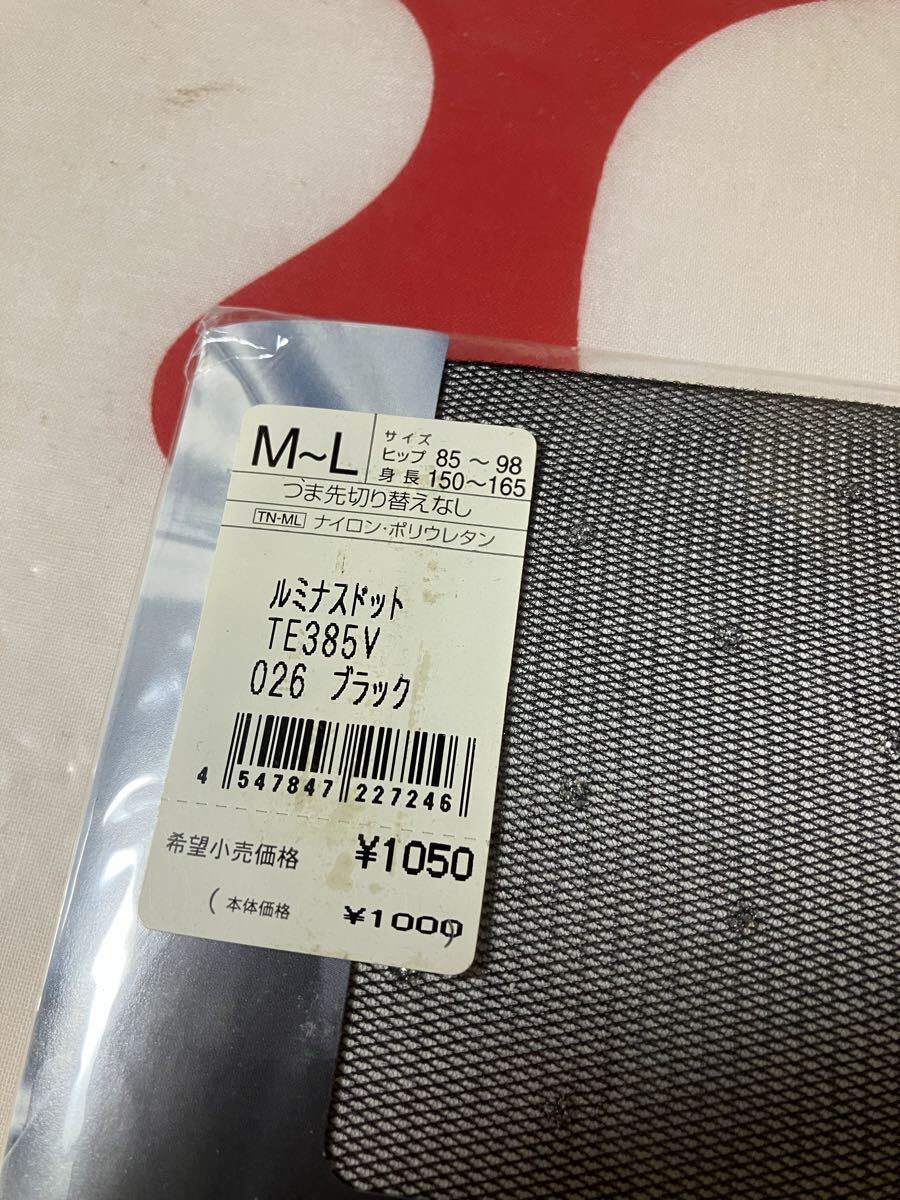 M~L
サイズ
ヒップ 85~98
身長 150~165
つま先切り替えなし
TN-ML ナイロン・ポリウレタン
ルミナスドット
TE385V
026 ブラック
4 547847 227246
希望小売価格 ¥1050
(本体価格 ¥1000)